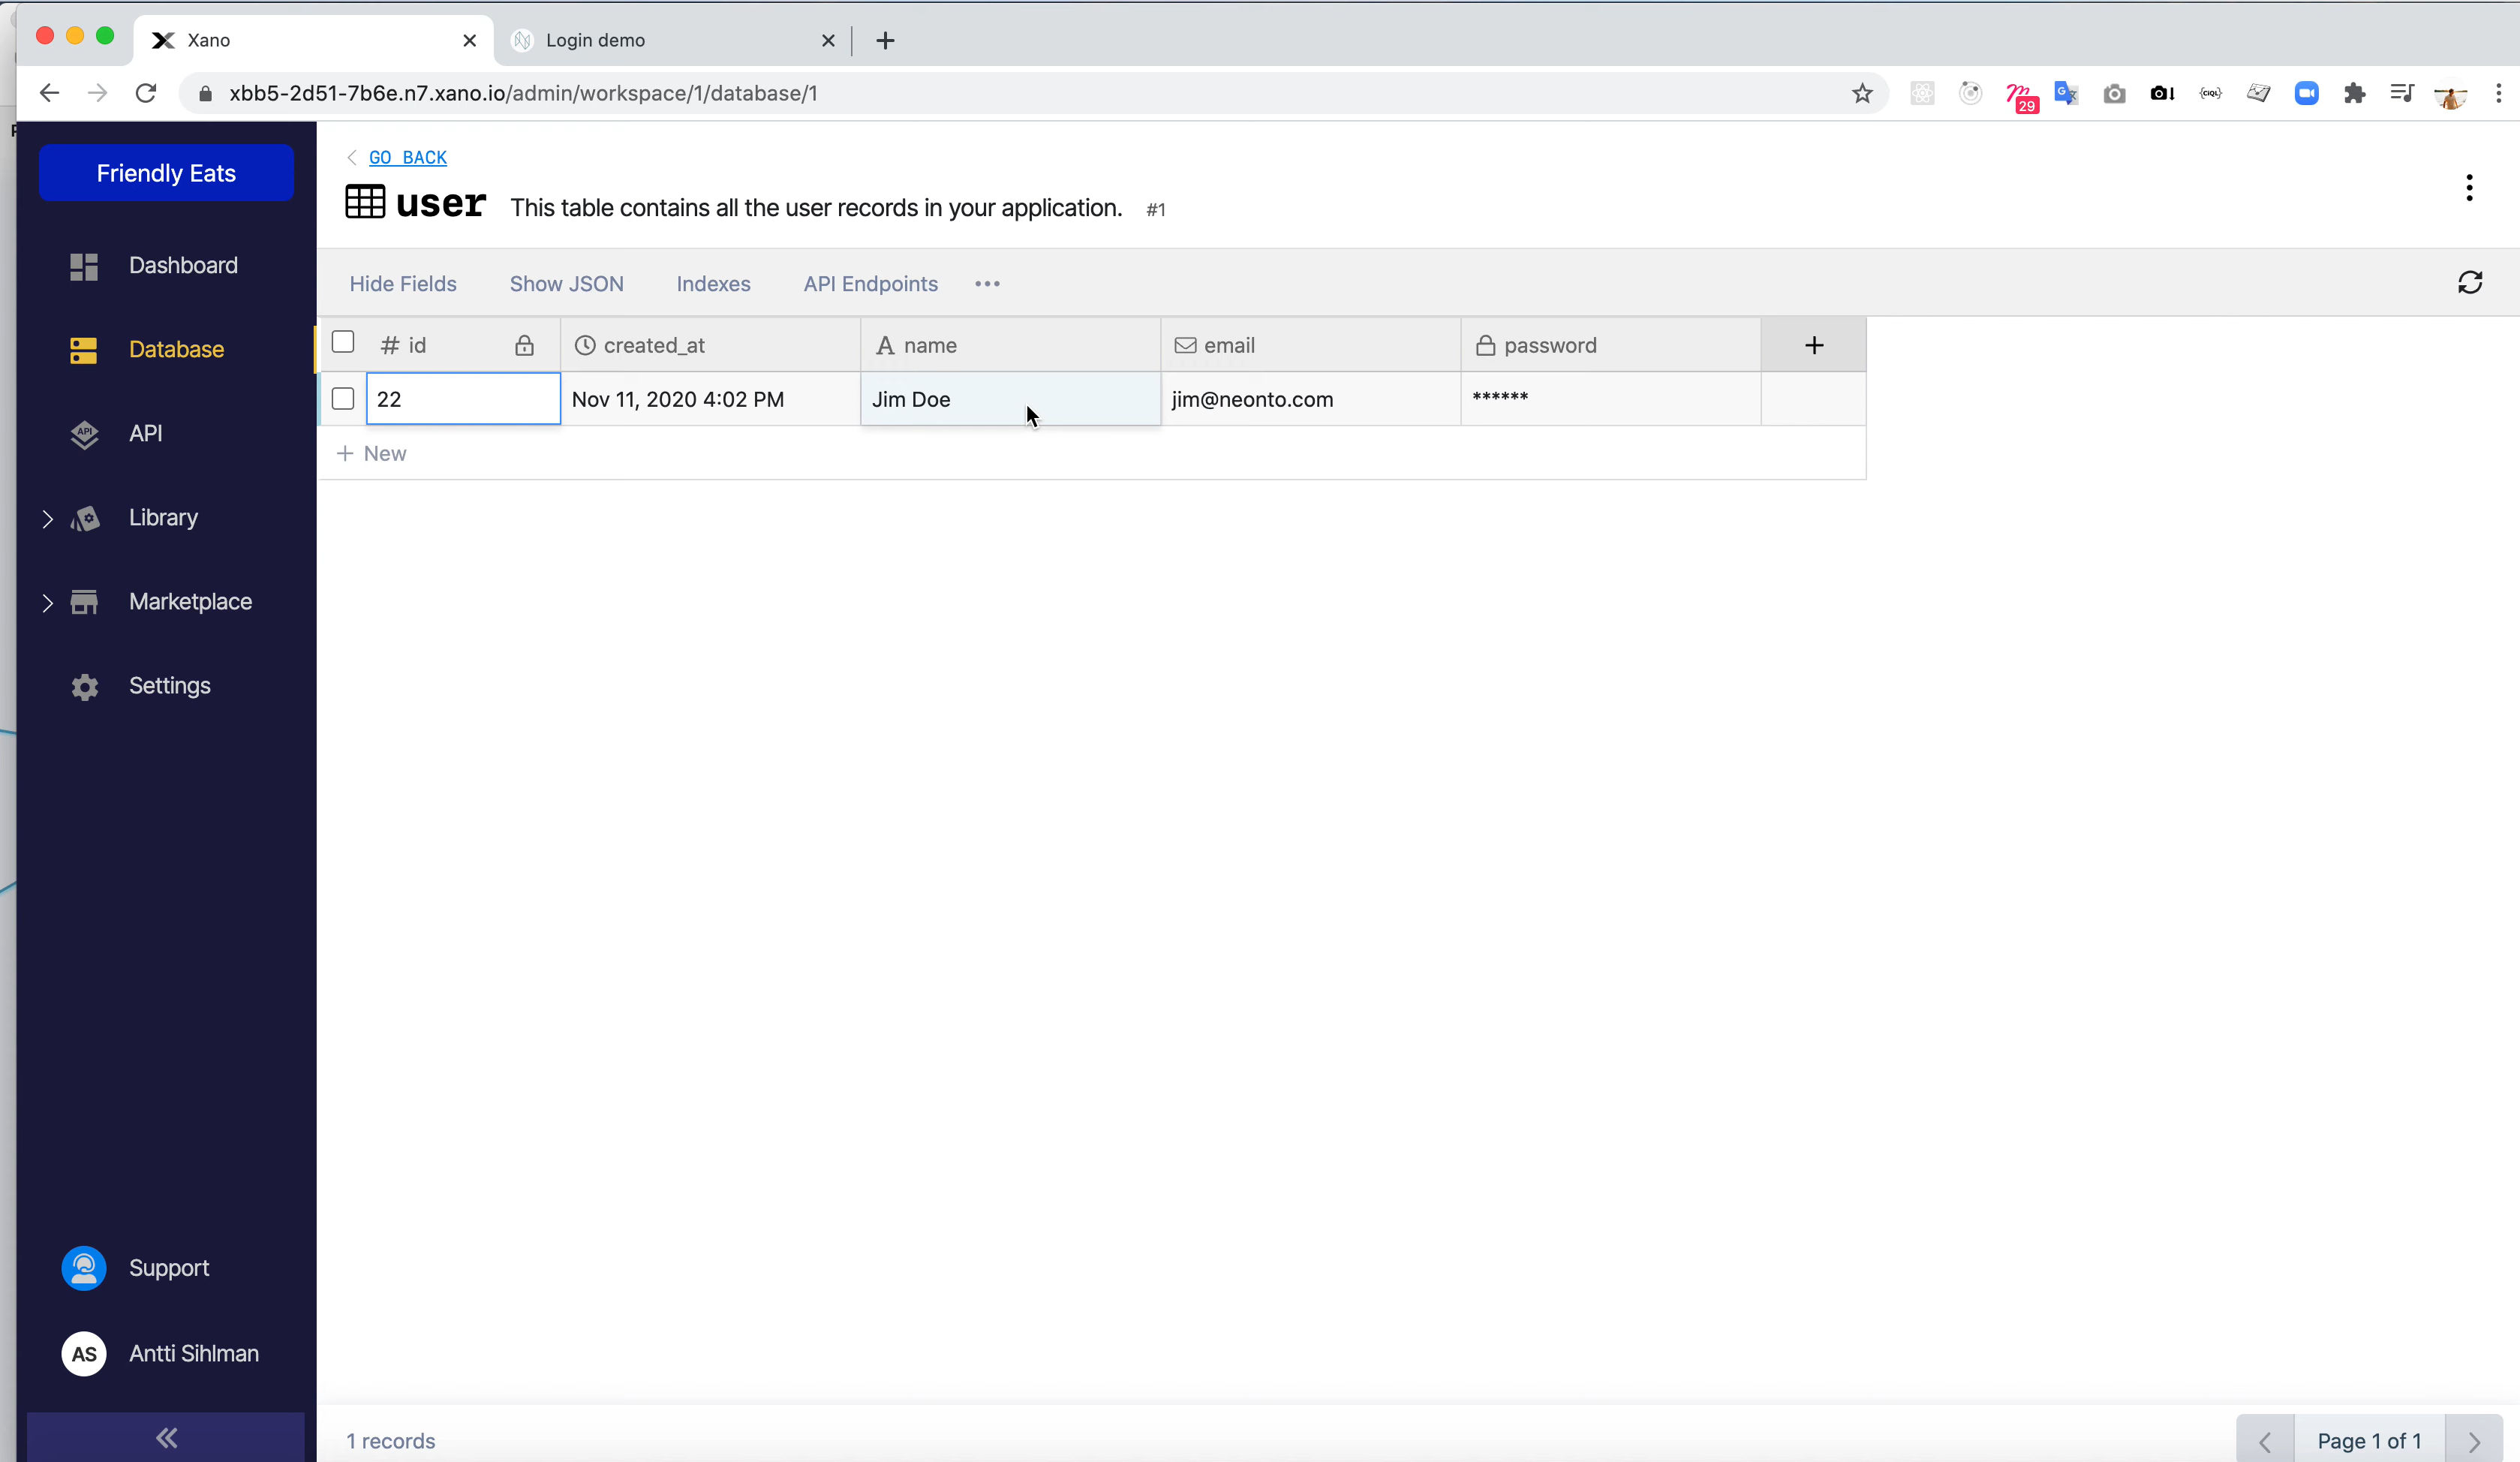 Xano
Login demo
xbb5-2d51-7b6e.n7.xano.io/admin/workspace/1/database/1
29
{CIQL}
Friendly Eats
GO BACK
user This table contains all the user records in your application. #1
Dashboard
Database
API
API
Library
Marketplace
Settings
Hide Fields Show JSON Indexes API Endpoints •••
# id created_at A name email password +
22 Nov 11, 2020 4:02 PM Jim Doe jim@neonto.com ******
+ New
Support
AS Antti Sihlman
1 records
Page 1 of 1